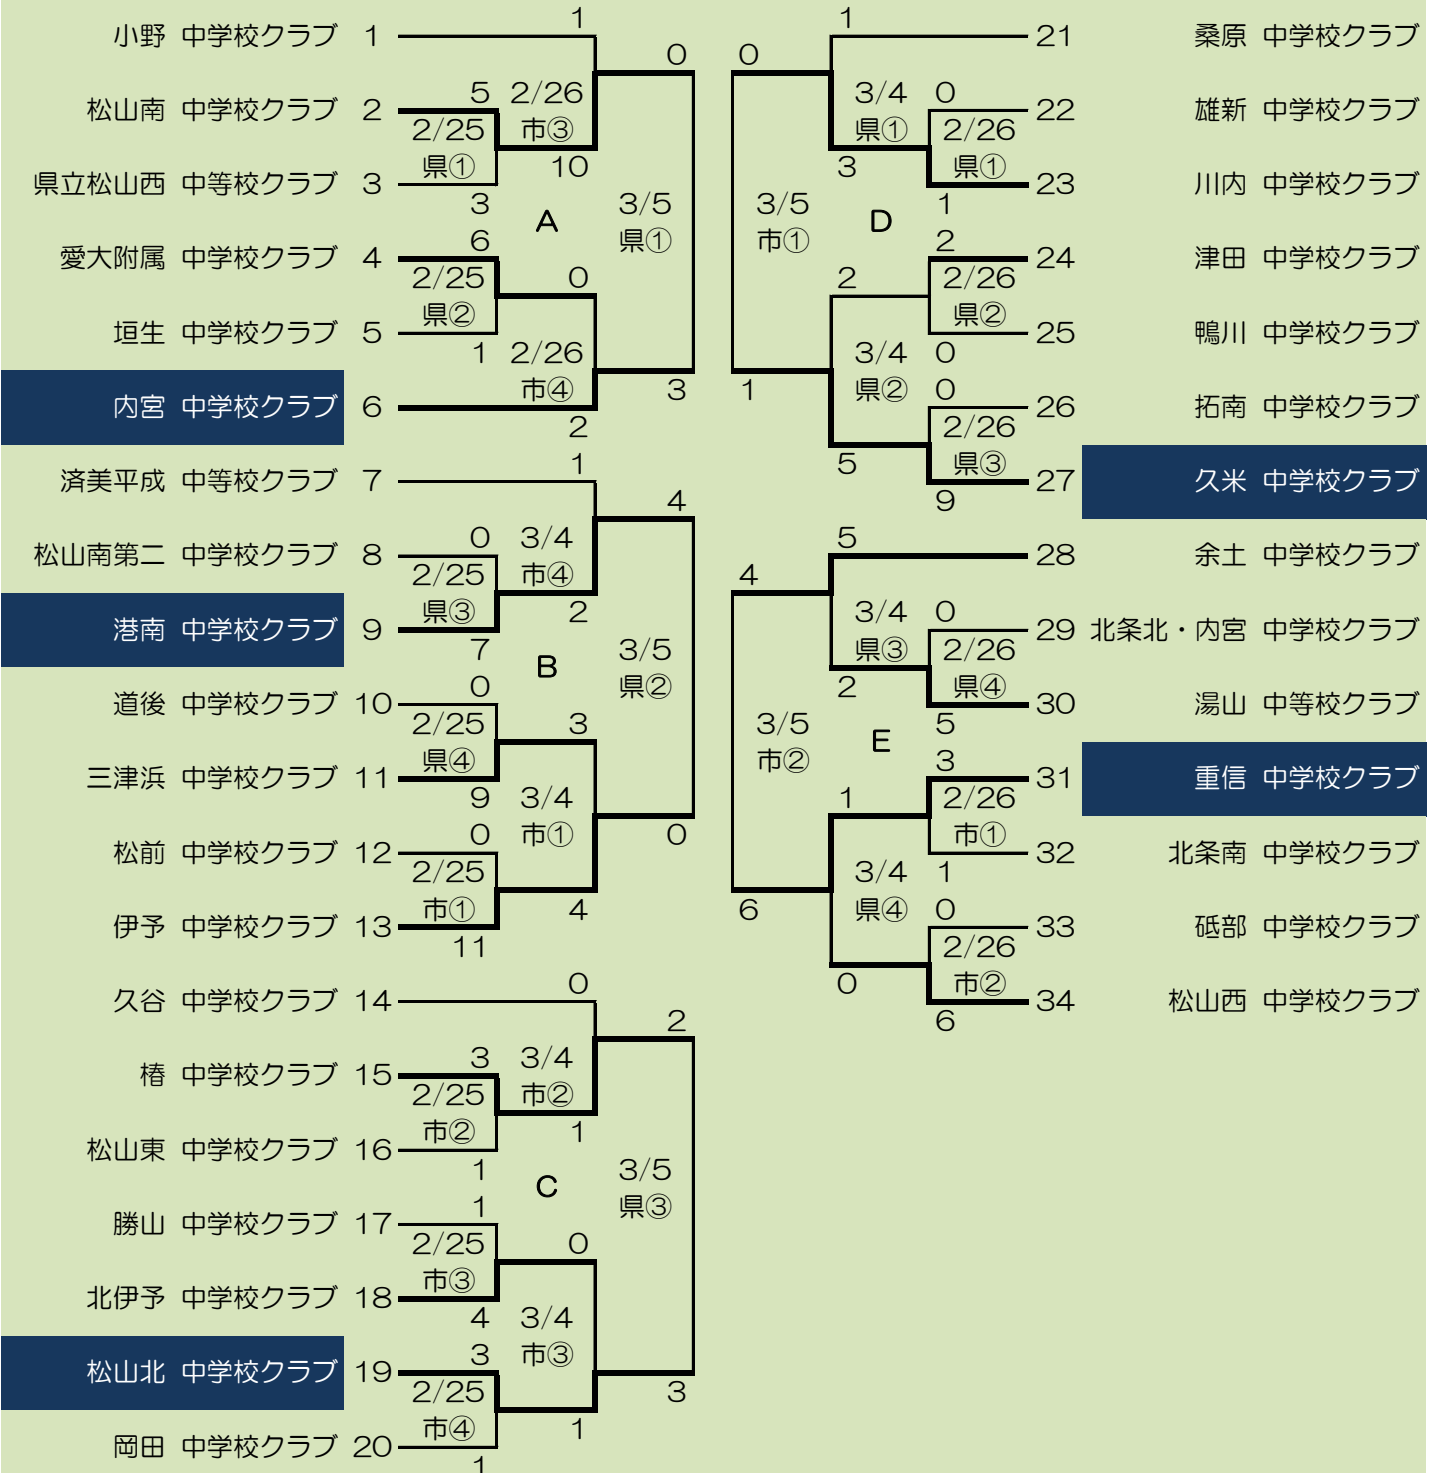 1
小野 中学校クラブ 1
0
5 2/26
松山南 中学校クラブ 2
2/25 市③
県①
10
県立松山西 中等校クラブ 3
3
A
3/5
県①
6
愛大附属 中学校クラブ 4
2/25 0
県②
垣生 中学校クラブ 5
1 2/26
市④
3
内宮 中学校クラブ 6
2
1
済美平成 中等校クラブ 7
4
0 3/4
松山南第二 中学校クラブ 8
2/25 市④
県③ 2
港南 中学校クラブ 9
7
B
3/5
県②
0
道後 中学校クラブ 10
2/25 3
県④
三津浜 中学校クラブ 11
9 3/4
0 市① 0
松前 中学校クラブ 12
2/25
市① 4
伊予 中学校クラブ 13
11
0
久谷 中学校クラブ 14
2
3 3/4
椿 中学校クラブ 15
2/25 市②
市② 1
松山東 中学校クラブ 16
1
C
3/5
県③
1
勝山 中学校クラブ 17
2/25 0
市③
北伊予 中学校クラブ 18
4 3/4
3 市③
松山北 中学校クラブ 19
2/25 3
市④ 1
岡田 中学校クラブ 20
1
1
21 桑原 中学校クラブ
0
3/4 0
22 雄新 中学校クラブ
県① 2/26
3 県①
23 川内 中学校クラブ
1
3/5
市①
D
2
24 津田 中学校クラブ
2 2/26
県②
25 鴨川 中学校クラブ
3/4 0
1 県② 0
26 拓南 中学校クラブ
2/26
5 県③
27 久米 中学校クラブ
9
5
28 余土 中学校クラブ
4
3/4 0
29 北条北・内宮 中学校クラブ
県③ 2/26
2 県④
30 湯山 中等校クラブ
5
3/5
市②
E
3
31 重信 中学校クラブ
1 2/26
市①
32 北条南 中学校クラブ
3/4 1
6 県④ 0
33 砥部 中学校クラブ
2/26
0 市②
34 松山西 中学校クラブ
6